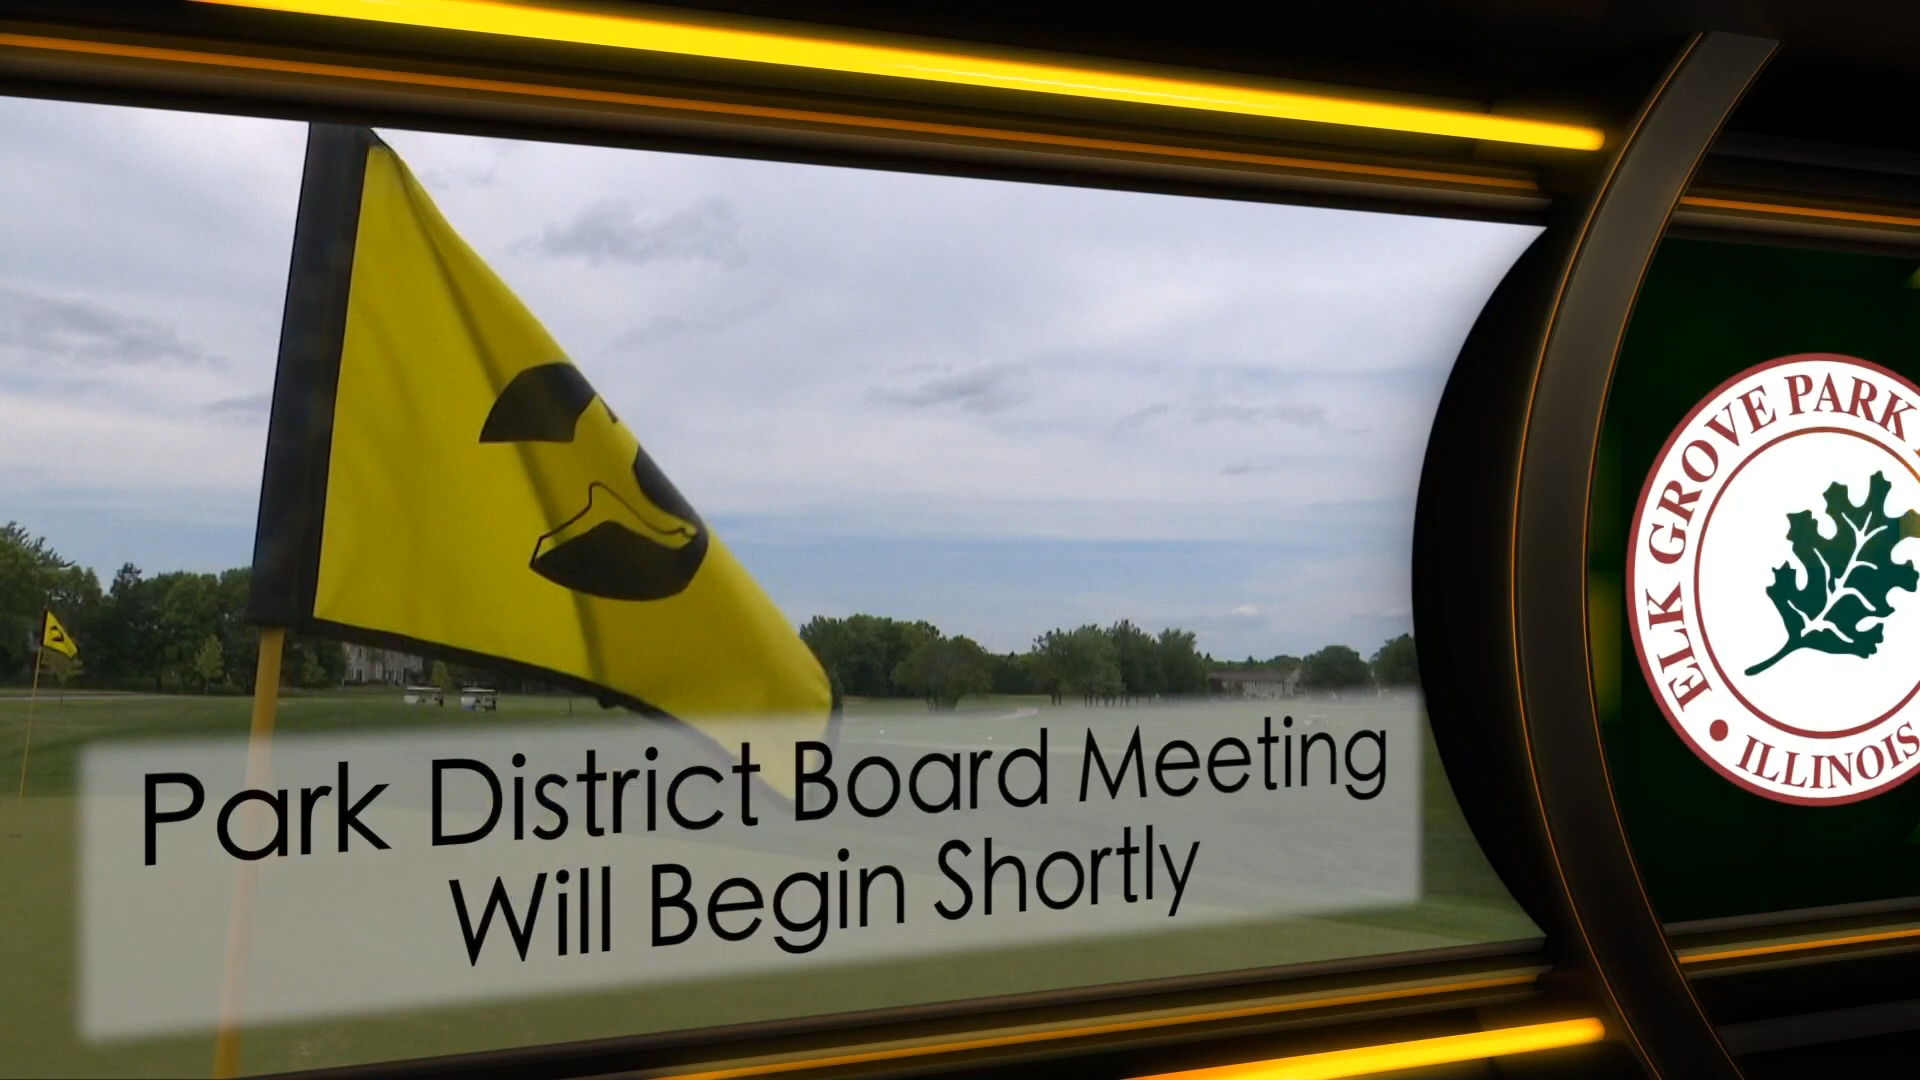 Park District Board Meeting
Will Begin Shortly
ELK GROVE PARK
ILLINOIS